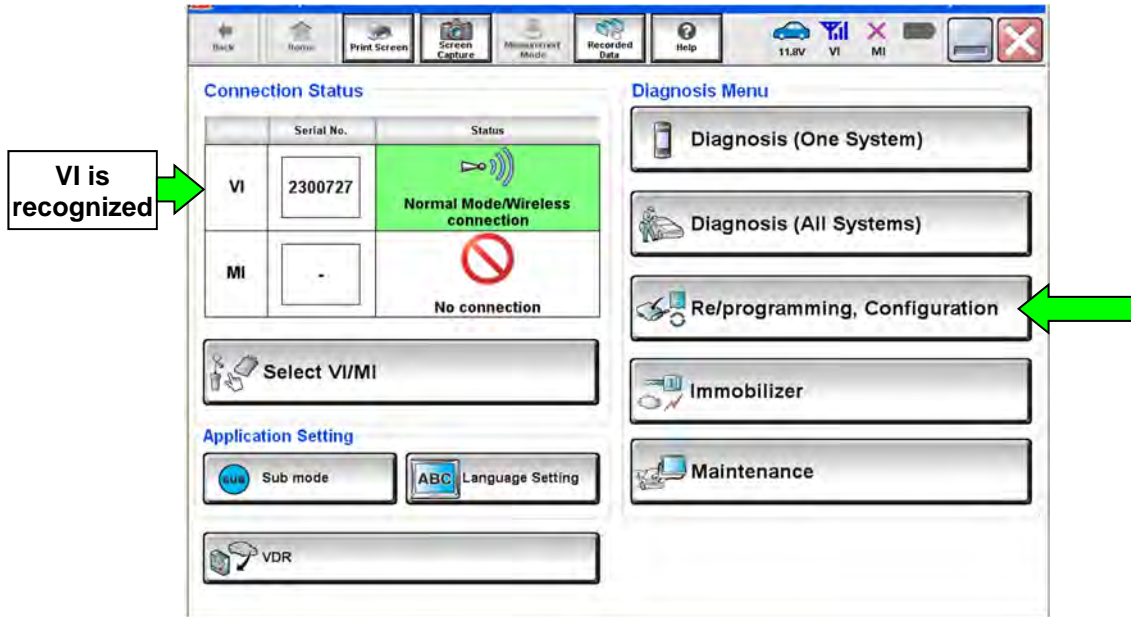 Back
Home
Print Screen
Screen
Capture
Measurement
Mode
Recorded
Data
Help
11.8V
VI
MI
Connection Status
Serial No.
Status
VI
2300727
Normal Mode/Wireless
connection
MI
-
No connection
Select VI/MI
Application Setting
SUB
Sub mode
ABC
Language Setting
VDR
Diagnosis Menu
Diagnosis (One System)
Diagnosis (All Systems)
Re/programming, Configuration
Immobilizer
Maintenance
VI is
recognized